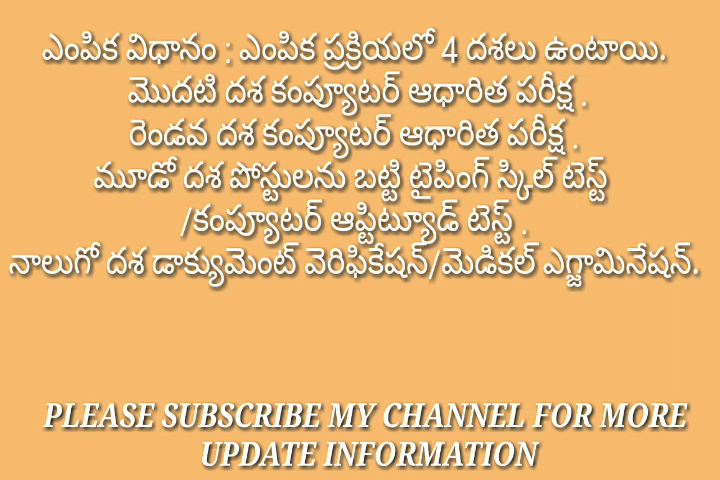 ఎంపిక విధానం : ఎంపిక ప్రక్రియలో 4 దశలు ఉంటాయి.
మొదటి దశ కంప్యూటర్ ఆధారిత పరీక్ష .
రెండవ దశ కంప్యూటర్ ఆధారిత పరీక్ష .
మూడో దశ పోస్టులను బట్టి టైపింగ్ స్కిల్ టెస్ట్
/కంప్యూటర్ ఆప్టిట్యూడ్ టెస్ట్ .
నాలుగో దశ డాక్యుమెంట్ వెరిఫికేషన్/మెడికల్ ఎగ్జామినేషన్.
PLEASE SUBSCRIBE MY CHANNEL FOR MORE
UPDATE INFORMATION